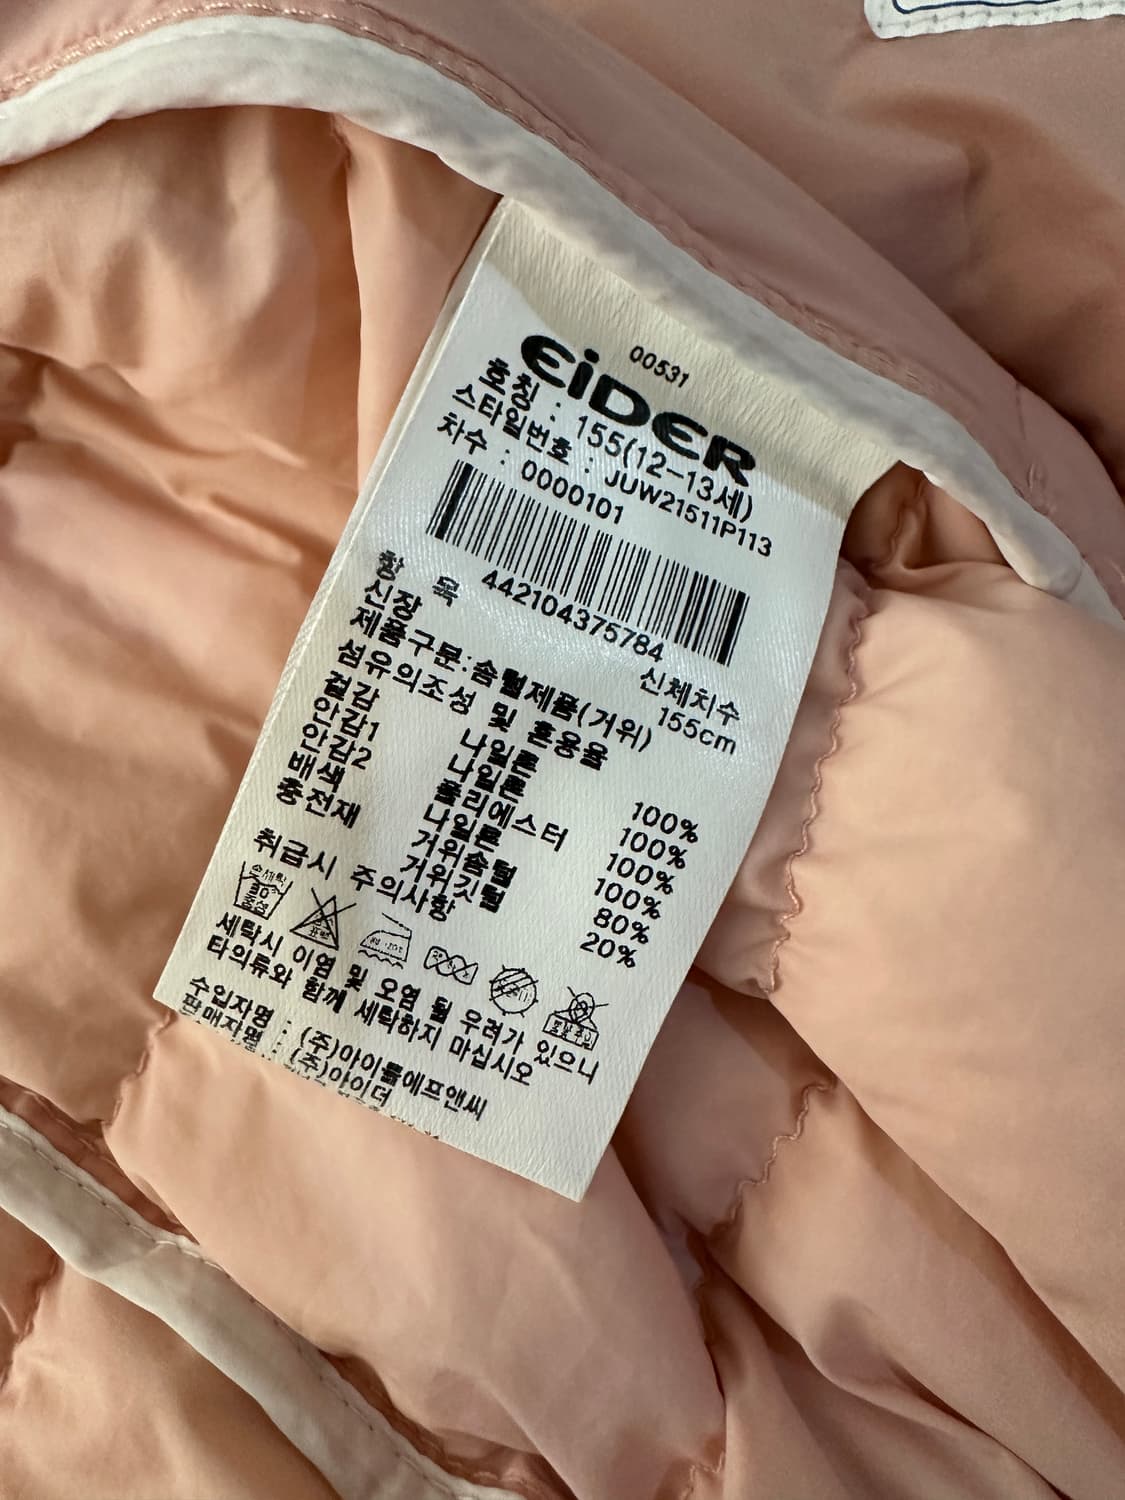 00531
EiDER
호칭 : 155(12-13세)
스타일번호 : JUW21511P113
차수 : 0000101
442104375784
항 목 신체치수
신장 155cm
제품구분:솜털제품(거위)
섬유의조성 및 혼용율
겉감 나일론 100%
안감1 나일론 100%
안감2 폴리에스터 100%
배색 나일론 100%
충전재 거위솜털 80%
거위깃털 20%
취급시 주의사항
세탁시 이염 및 오염 될 우려가 있으니
타의류와 함께 세탁하지 마십시오
수입자명 : (주)아이들에프앤씨
판매자명 : (주)아이더